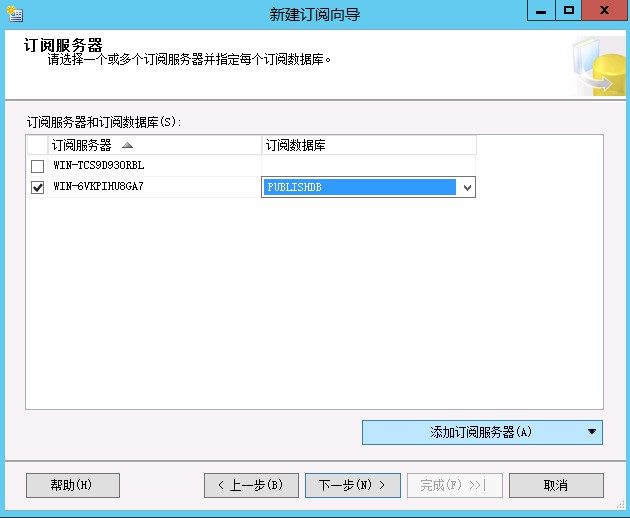 新建订阅向导
订阅服务器
请选择一个或多个订阅服务器并指定每个订阅数据库。
订阅服务器和订阅数据库(S):
订阅服务器 订阅数据库
WIN-TCS9D93ORBL
WIN-6VKPIHU8GA7 PUBLISHDB
添加订阅服务器(A)
帮助(H) < 上一步(B) 下一步(N) > 完成(F) >>| 取消